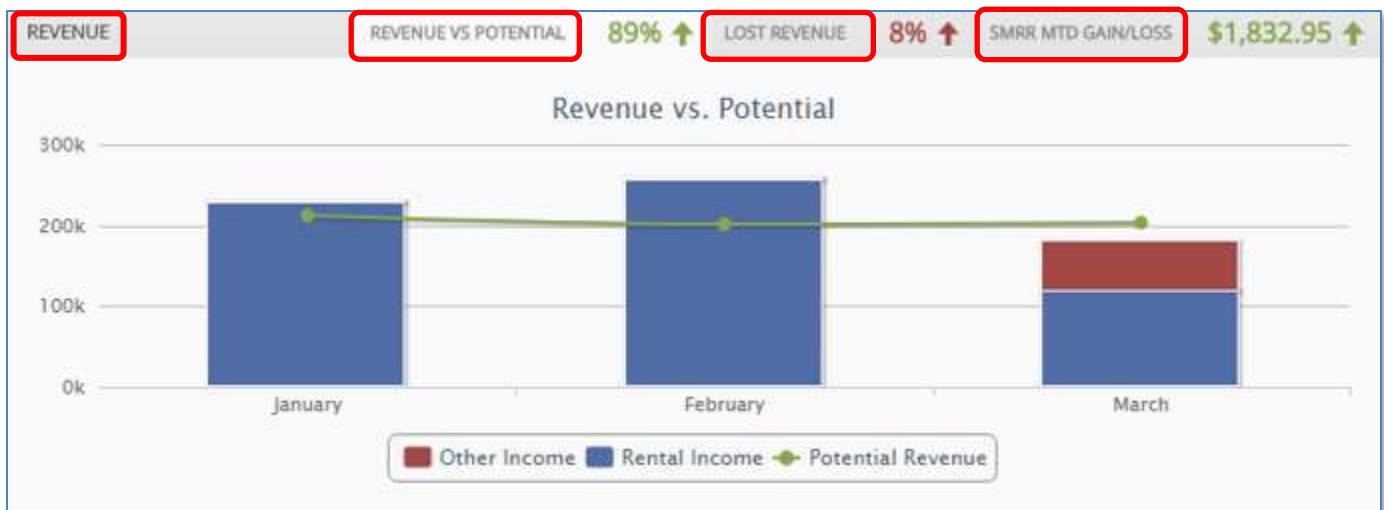 REVENUE REVENUE VS POTENTIAL 89% LOST REVENUE 8% SMRR MTD GAIN/LOSS $1,832.95
Revenue vs. Potential
300k
200k
100k
0k
January February March
Other Income Rental Income Potential Revenue